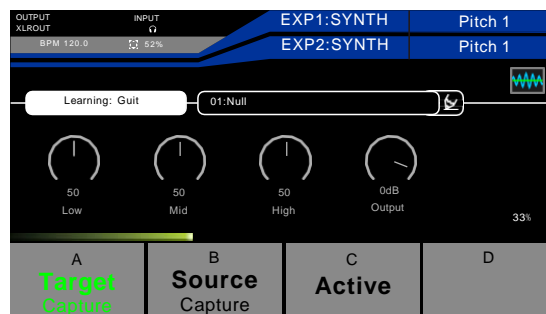 OUTPUT INPUT EXP1:SYNTH Pitch 1
XLROUT
BPM 120.0 52% EXP2:SYNTH Pitch 1
Learning: Guit 01:Null
50 50 50 0dB
Low Mid High Output
33%
A B C D
Target Source Active
Capture Capture